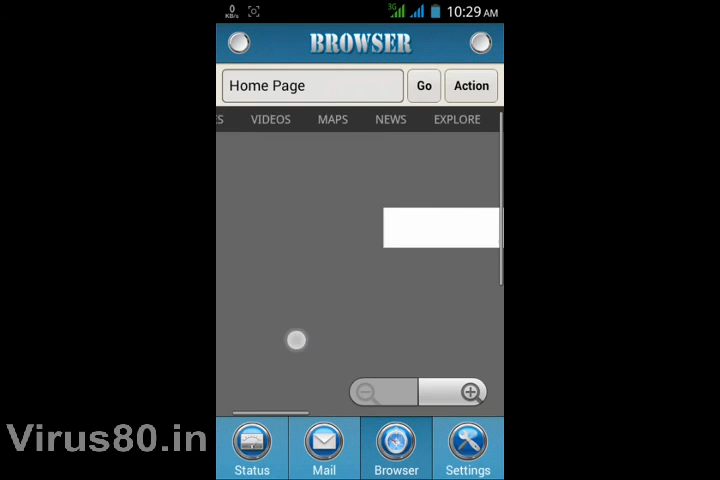 0
KB/s
3G
10:29 AM
BROWSER
Home Page
Go
Action
S
VIDEOS
MAPS
NEWS
EXPLORE
Virus80.in
Status
Mail
Browser
Settings